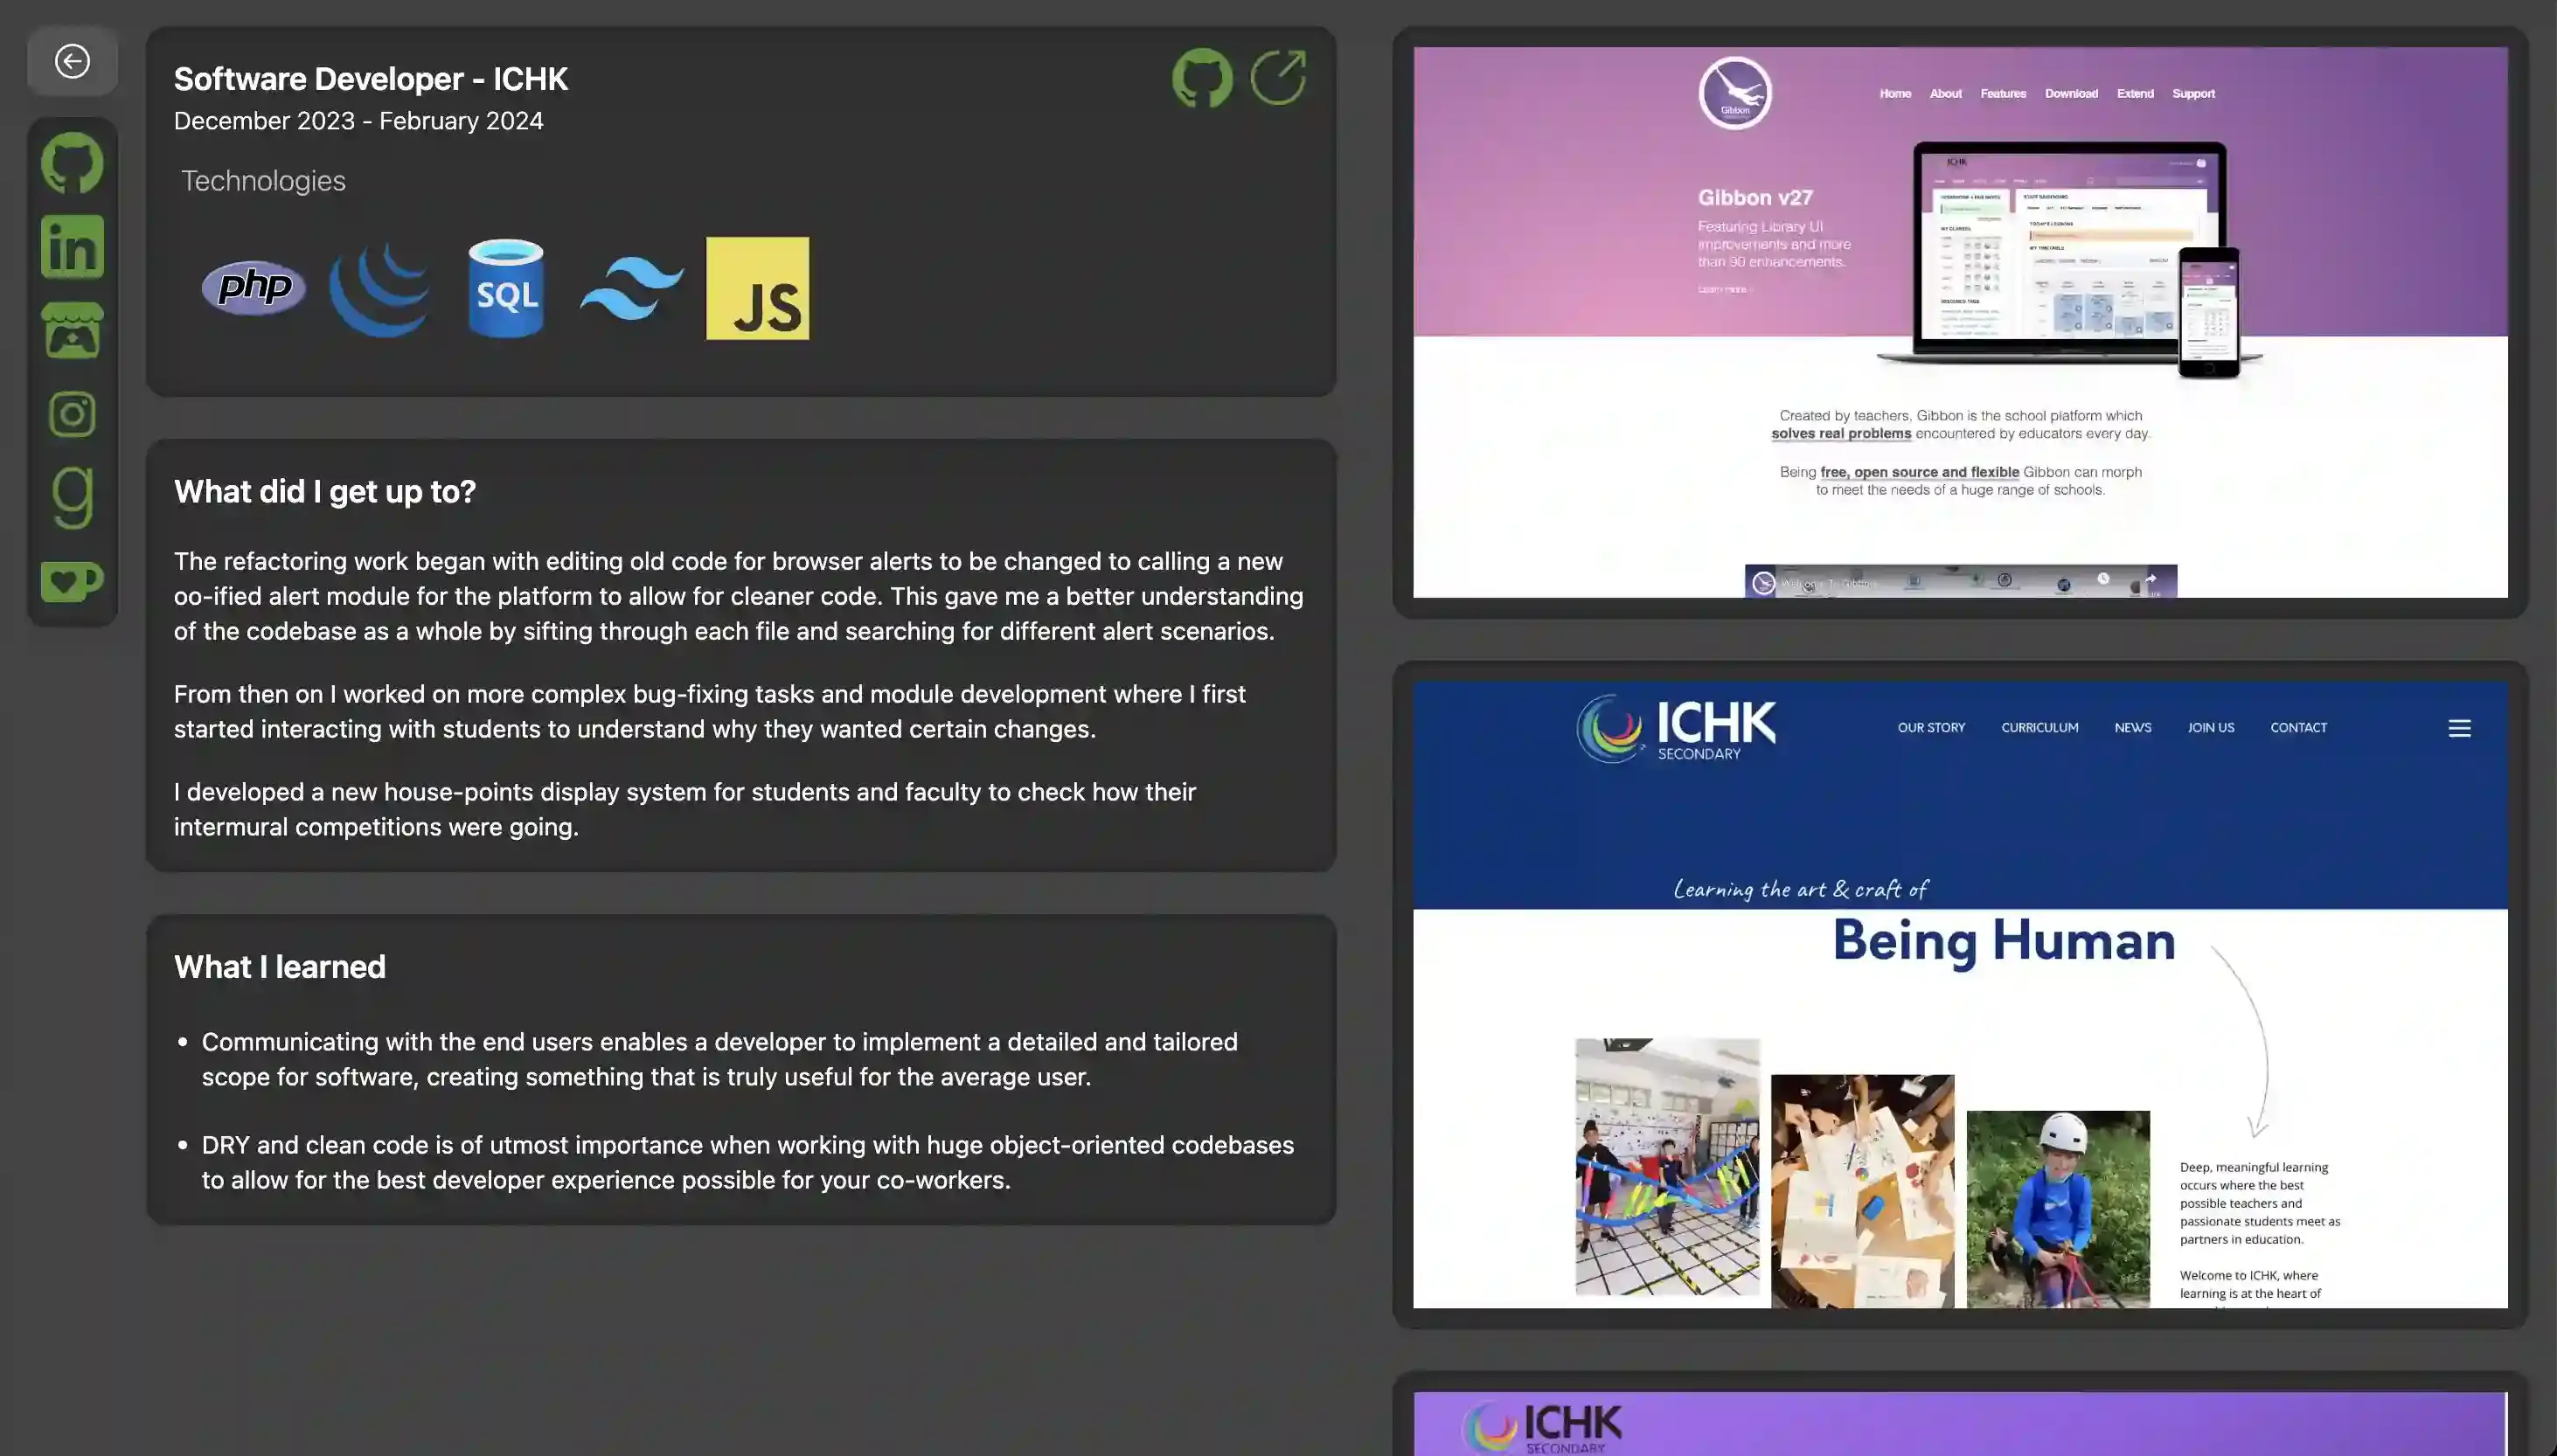 Software Developer - ICHK
December 2023 - February 2024
Technologies
php
SQL
JS
in
g
What did I get up to?
The refactoring work began with editing old code for browser alerts to be changed to calling a new
oo-ified alert module for the platform to allow for cleaner code. This gave me a better understanding
of the codebase as a whole by sifting through each file and searching for different alert scenarios.
From then on I worked on more complex bug-fixing tasks and module development where I first
started interacting with students to understand why they wanted certain changes.
I developed a new house-points display system for students and faculty to check how their
intermural competitions were going.
What I learned
• Communicating with the end users enables a developer to implement a detailed and tailored
scope for software, creating something that is truly useful for the average user.
• DRY and clean code is of utmost importance when working with huge object-oriented codebases
to allow for the best developer experience possible for your co-workers.
Gibbon
Home About Features Download Extend Support
Gibbon v27
Featuring Library UI
improvements and more
than 90 enhancements.
Learn more
ICHK
Created by teachers, Gibbon is the school platform which
solves real problems encountered by educators every day.
Being free, open source and flexible Gibbon can morph
to meet the needs of a huge range of schools.
Welcome To Gibbon
ICHK
SECONDARY
OUR STORY CURRICULUM NEWS JOIN US CONTACT
Learning the art & craft of
Being Human
Deep, meaningful learning
occurs where the best
possible teachers and
passionate students meet as
partners in education.
Welcome to ICHK, where
learning is at the heart of
ICHK
SECONDARY